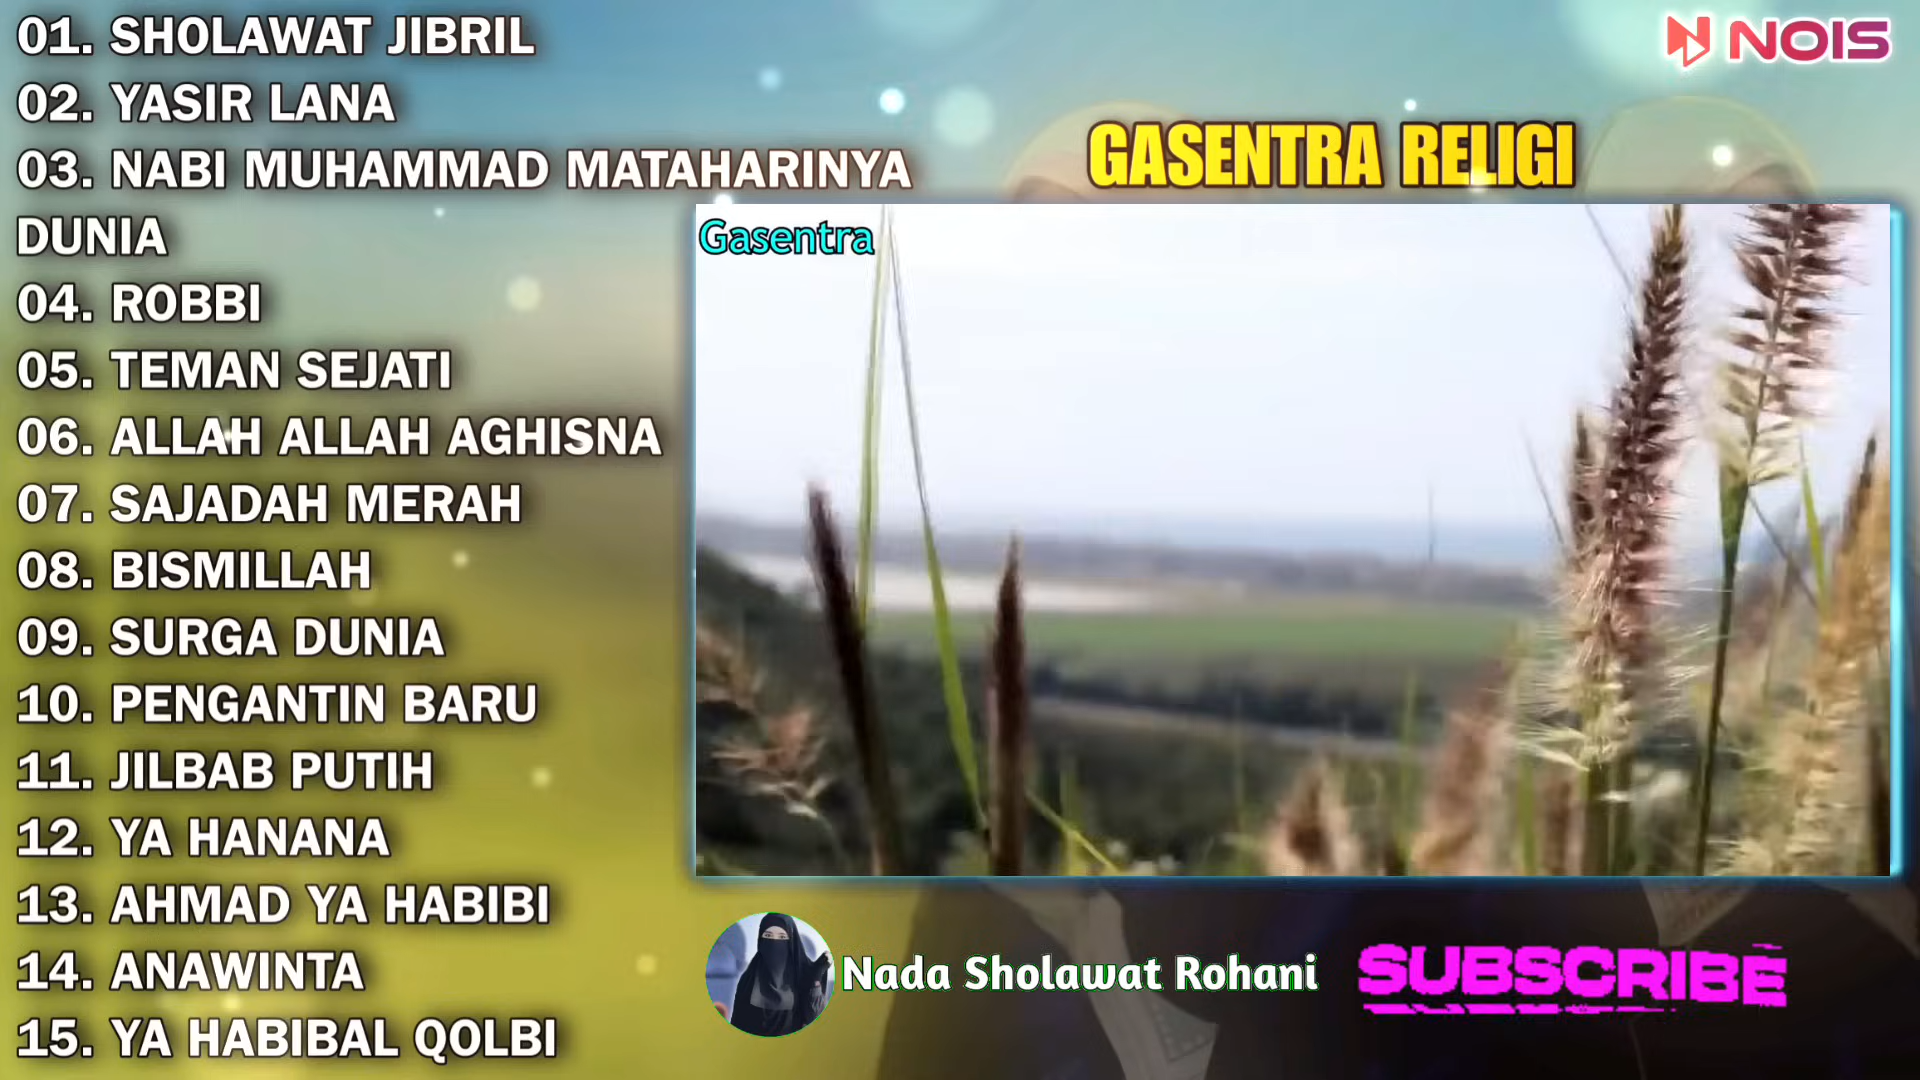 01. SHOLAWAT JIBRIL
02. YASIR LANA
03. NABI MUHAMMAD MATAHARINYA
DUNIA
04. ROBBI
05. TEMAN SEJATI
06. ALLAH ALLAH AGHISNA
07. SAJADAH MERAH
08. BISMILLAH
09. SURGA DUNIA
10. PENGANTIN BARU
11. JILBAB PUTIH
12. YA HANANA
13. AHMAD YA HABIBI
14. ANAWINTA
15. YA HABIBAL QOLBI
NOIS
GASENTRA RELIGI
Gasentra
Nada Sholawat Rohani
SUBSCRIBE